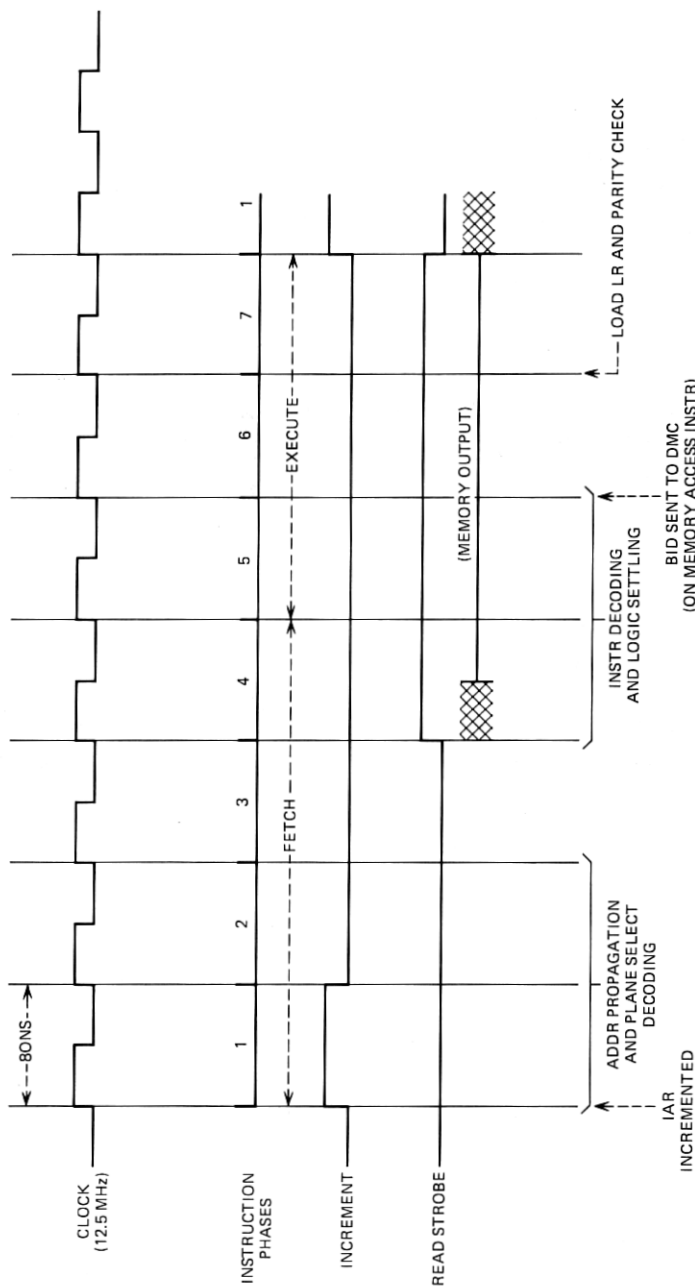 80NS
CLOCK
(12.5 MHz)
INSTRUCTION
PHASES
1 2 3 4 5 6 7 1
FETCH
EXECUTE
INCREMENT
READ STROBE
(MEMORY OUTPUT)
ADDR PROPAGATION
AND PLANE SELECT
DECODING
INSTR DECODING
AND LOGIC SETTLING
LOAD LR AND PARITY CHECK
IAR
INCREMENTED
BID SENT TO DMC
(ON MEMORY ACCESS INSTR)